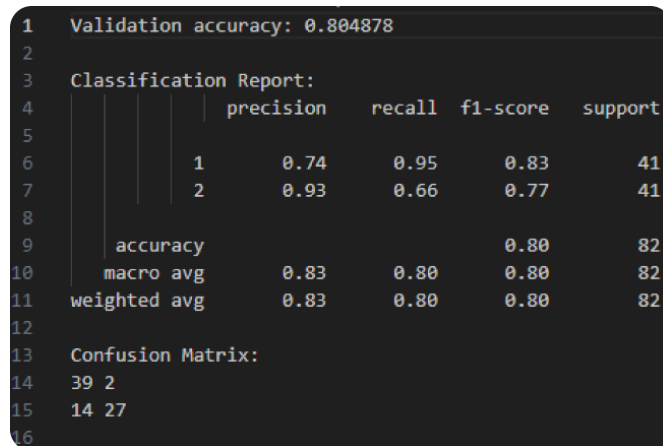 1 Validation accuracy: 0.804878
2
3 Classification Report:
4 precision recall f1-score support
5
6 1 0.74 0.95 0.83 41
7 2 0.93 0.66 0.77 41
8
9 accuracy 0.80 82
10 macro avg 0.83 0.80 0.80 82
11 weighted avg 0.83 0.80 0.80 82
12
13 Confusion Matrix:
14 39 2
15 14 27
16